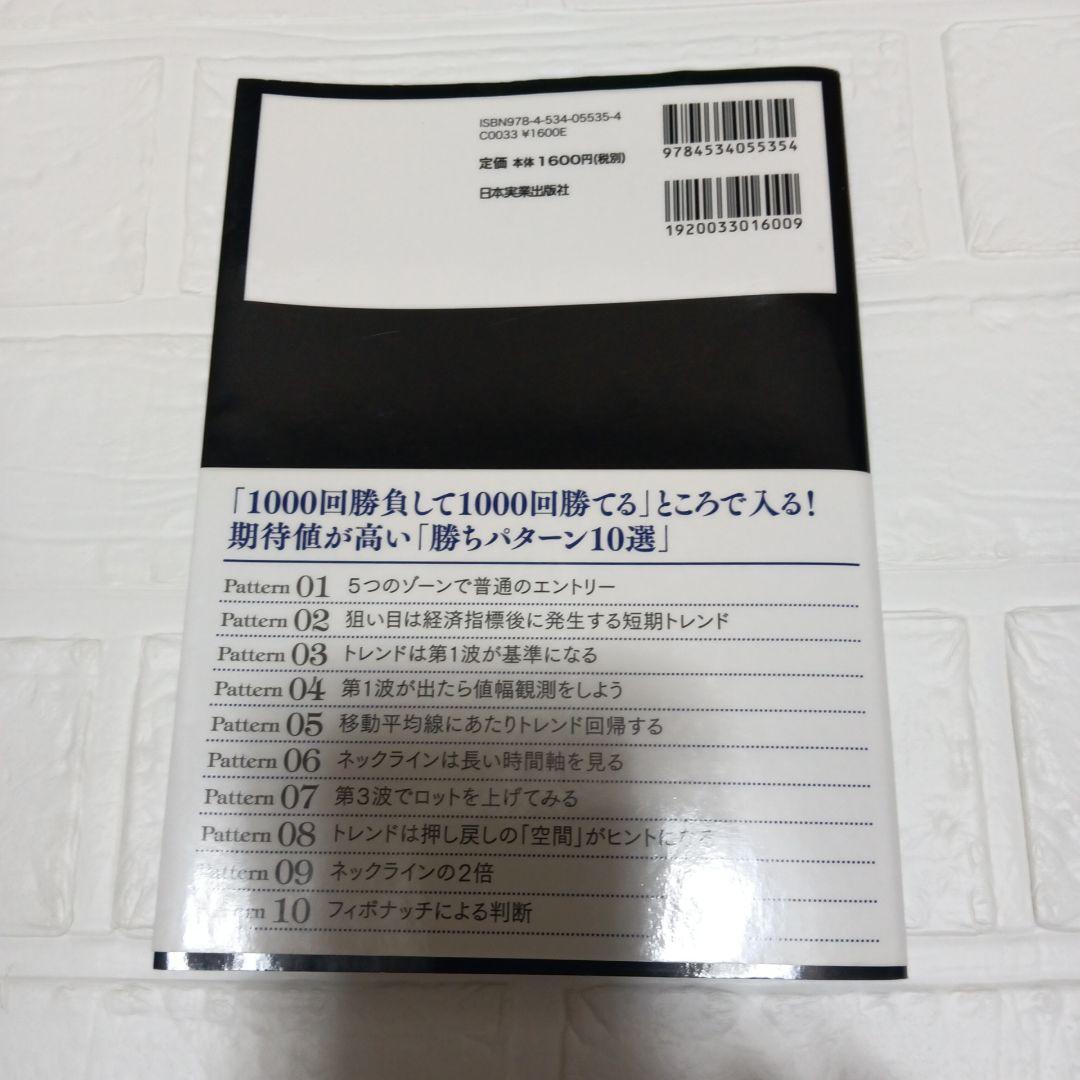 ISBN978-4-534-05535-4
C0033 ¥1600E
定価 本体1600円(税別)
日本実業出版社
9784534055354
1920033016009
「1000回勝負して1000回勝てる」ところで入る!
期待値が高い「勝ちパターン10選」
Pattern 01 5つのゾーンで普通のエントリー
Pattern 02 狙い目は経済指標後に発生する短期トレンド
Pattern 03 トレンドは第1波が基準になる
Pattern 04 第1波が出たら値幅観測をしよう
Pattern 05 移動平均線にあたりトレンド回帰する
Pattern 06 ネックラインは長い時間軸を見る
Pattern 07 第3波でロットを上げてみる
Pattern 08 トレンドは押し戻しの「空間」がヒントになる
Pattern 09 ネックラインの2倍
Pattern 10 フィボナッチによる判断